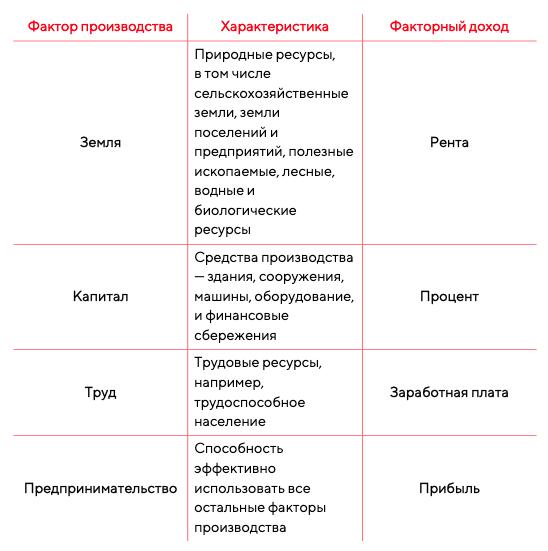 Фактор производства
Характеристика
Факторный доход
Земля
Природные ресурсы,
в том числе
сельскохозяйственные
земли, земли
поселений и
предприятий, полезные
ископаемые, лесные,
водные и
биологические
ресурсы
Рента
Капитал
Средства производства
— здания, сооружения,
машины, оборудование,
и финансовые
сбережения
Процент
Труд
Трудовые ресурсы,
например,
трудоспособное
население
Заработная плата
Предпринимательство
Способность
эффективно
использовать все
остальные факторы
производства
Прибыль